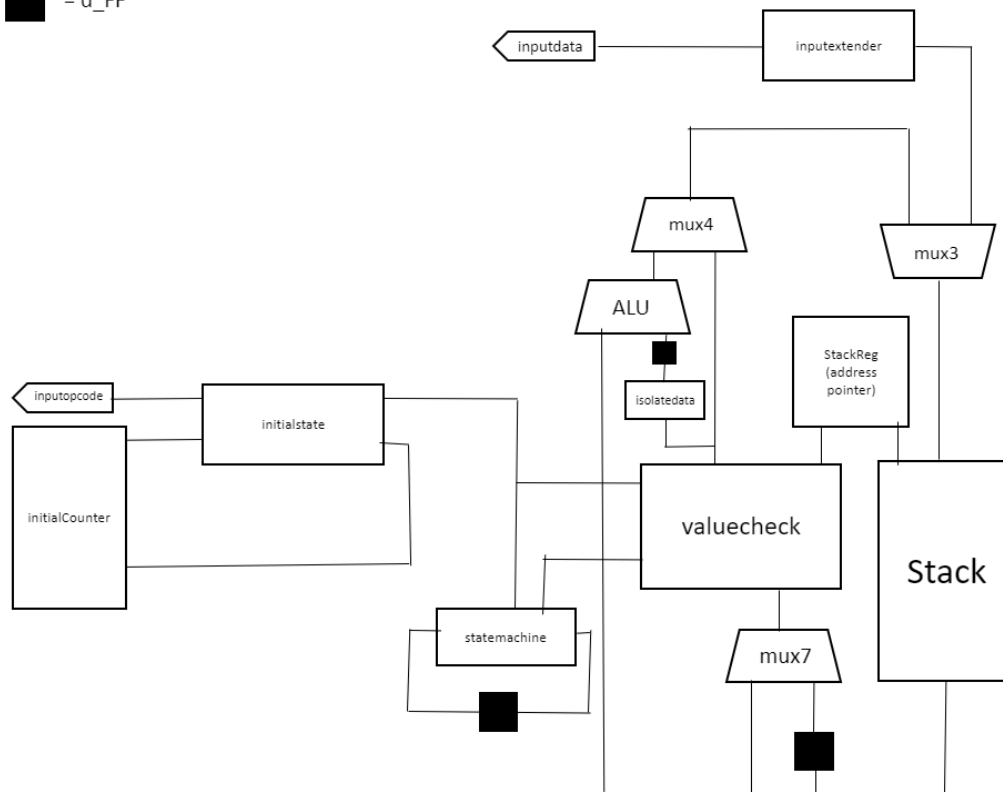 = d_FF
inputdata
inputextender
mux4
mux3
ALU
StackReg
(address
pointer)
isolatedata
inputopcode
initialstate
initialCounter
valuecheck
Stack
statemachine
mux7